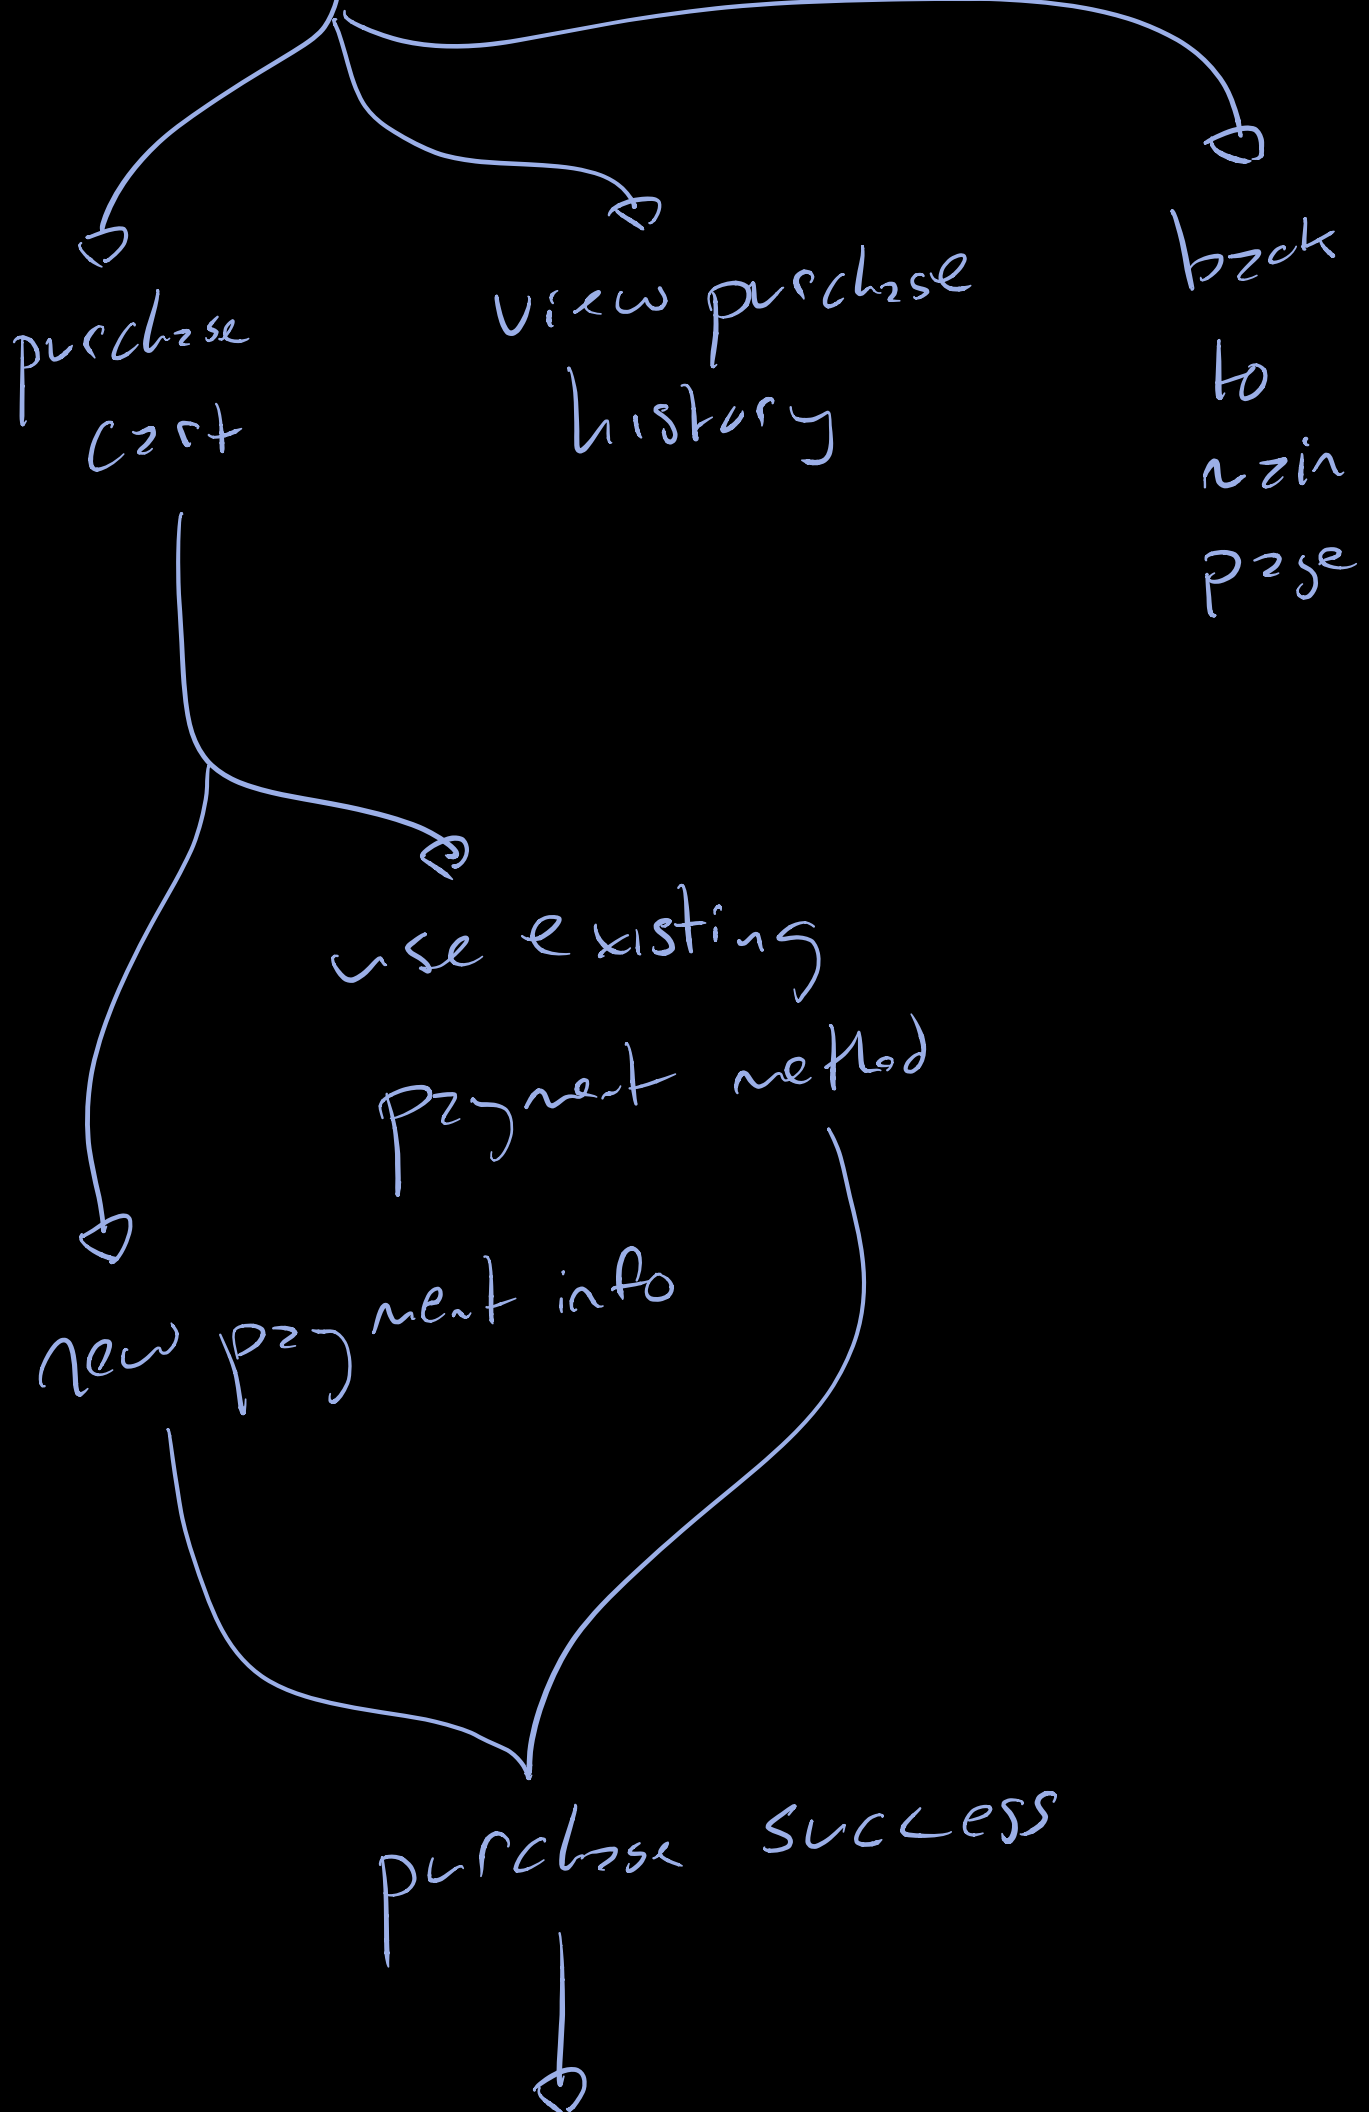 purchase
cart
view purchase
history
back
to
main
page
use existing
payment method
new payment info
purchase success